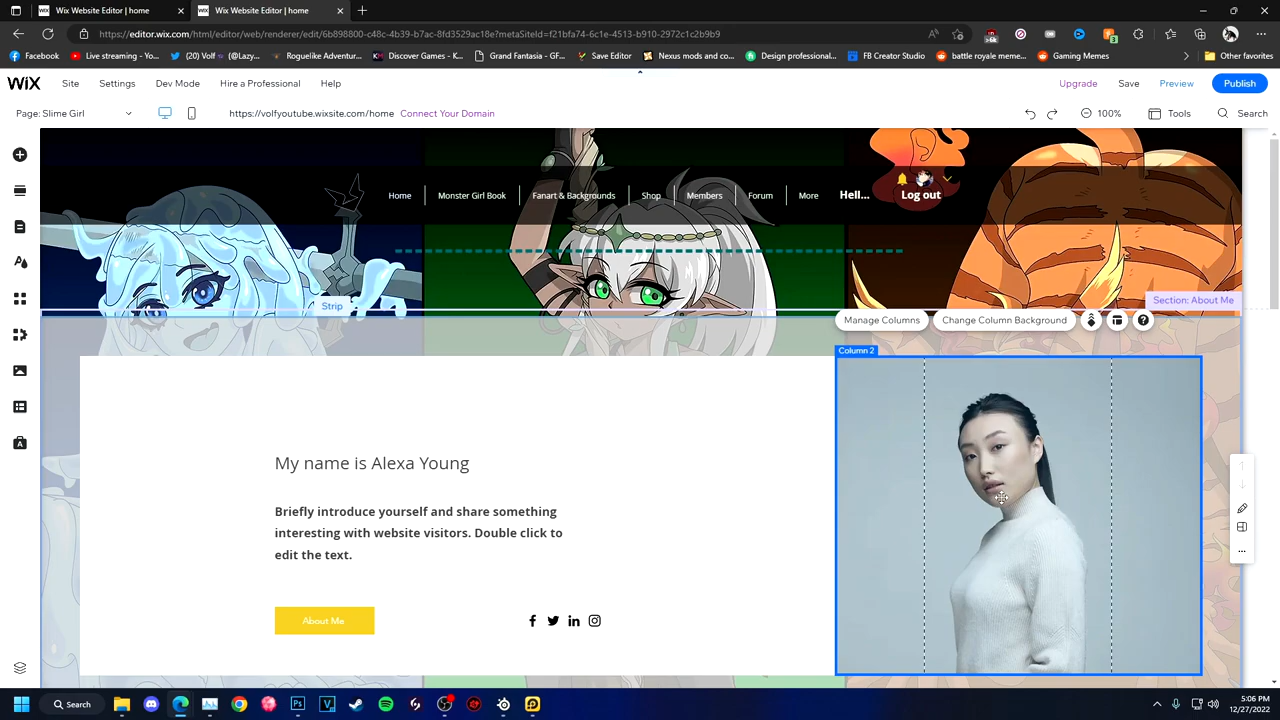 Wix Website Editor | home
Wix Website Editor | home
https://editor.wix.com/html/editor/web/renderer/edit/6b898800-c48c-4b39-b7ac-8fd3529ac18e?metaSiteId=f21bfa74-6c1e-4513-b910-2972c1c2b9b9
Facebook
Live streaming - Yo...
(20) Volf (@Lazy...
Roguelike Adventur...
Discover Games - K...
Grand Fantasia - GF...
Save Editor
Nexus mods and co...
Design professional...
FB Creator Studio
battle royale meme...
Gaming Memes
Other favorites
WIX
Site
Settings
Dev Mode
Hire a Professional
Help
Upgrade
Save
Preview
Publish
Page: Slime Girl
https://volfyoutube.wixsite.com/home
Connect Your Domain
100%
Tools
Search
Home
Monster Girl Book
Fanart & Backgrounds
Shop
Members
Forum
More
Hell...
Log out
Strip
Section: About Me
Manage Columns
Change Column Background
Column 2
My name is Alexa Young
Briefly introduce yourself and share something
interesting with website visitors. Double click to
edit the text.
About Me
Search
5:06 PM
12/27/2022